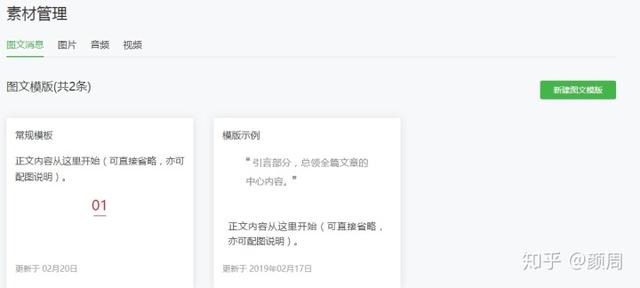 素材管理
图文消息 图片 音频 视频
图文模版(共2条)
新建图文模版
常规模板
正文内容从这里开始（可直接省略，亦可
配图说明）。
01
更新于 02月20日
模版示例
“ 引言部分，总领全篇文章的
中心内容。”
正文内容从这里开始（可直接省略，
亦可配图说明）。
更新于 2019年02月17日
知乎 @颜周